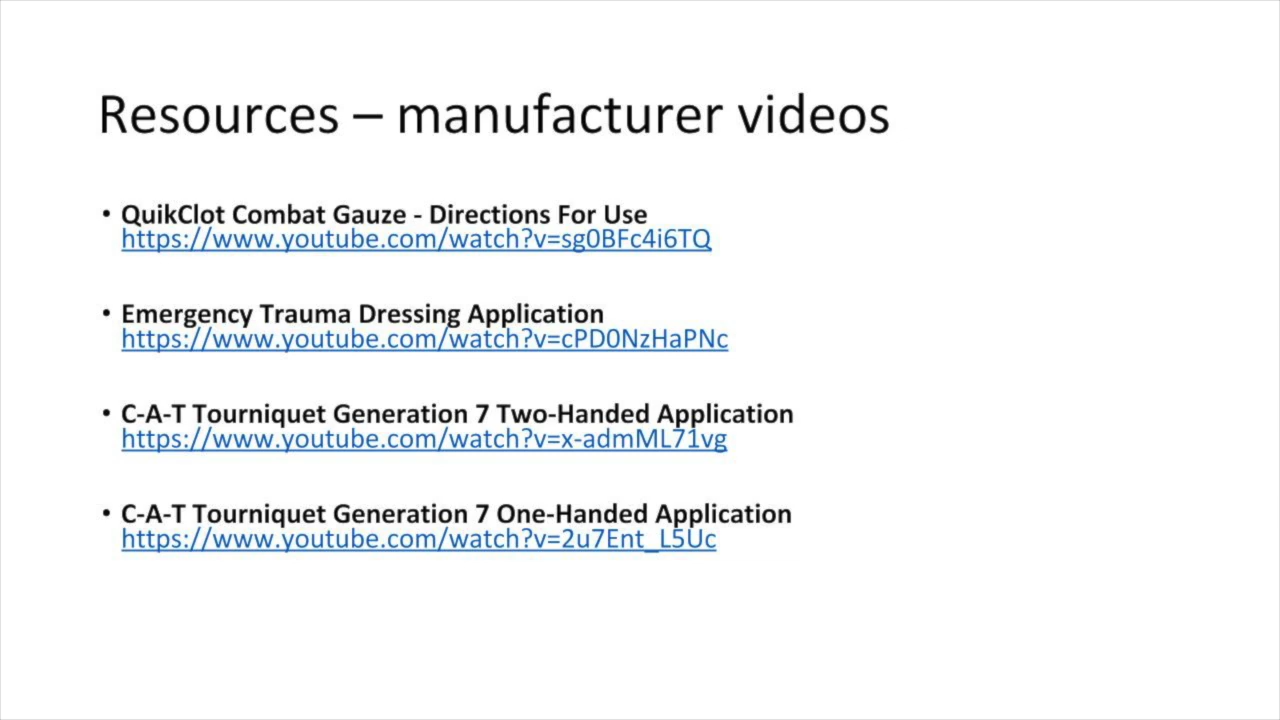 Resources – manufacturer videos
• QuikClot Combat Gauze - Directions For Use
https://www.youtube.com/watch?v=sg0BFc4i6TQ
• Emergency Trauma Dressing Application
https://www.youtube.com/watch?v=cPD0NzHaPNc
• C-A-T Tourniquet Generation 7 Two-Handed Application
https://www.youtube.com/watch?v=x-admML71vg
• C-A-T Tourniquet Generation 7 One-Handed Application
https://www.youtube.com/watch?v=2u7Ent_L5Uc